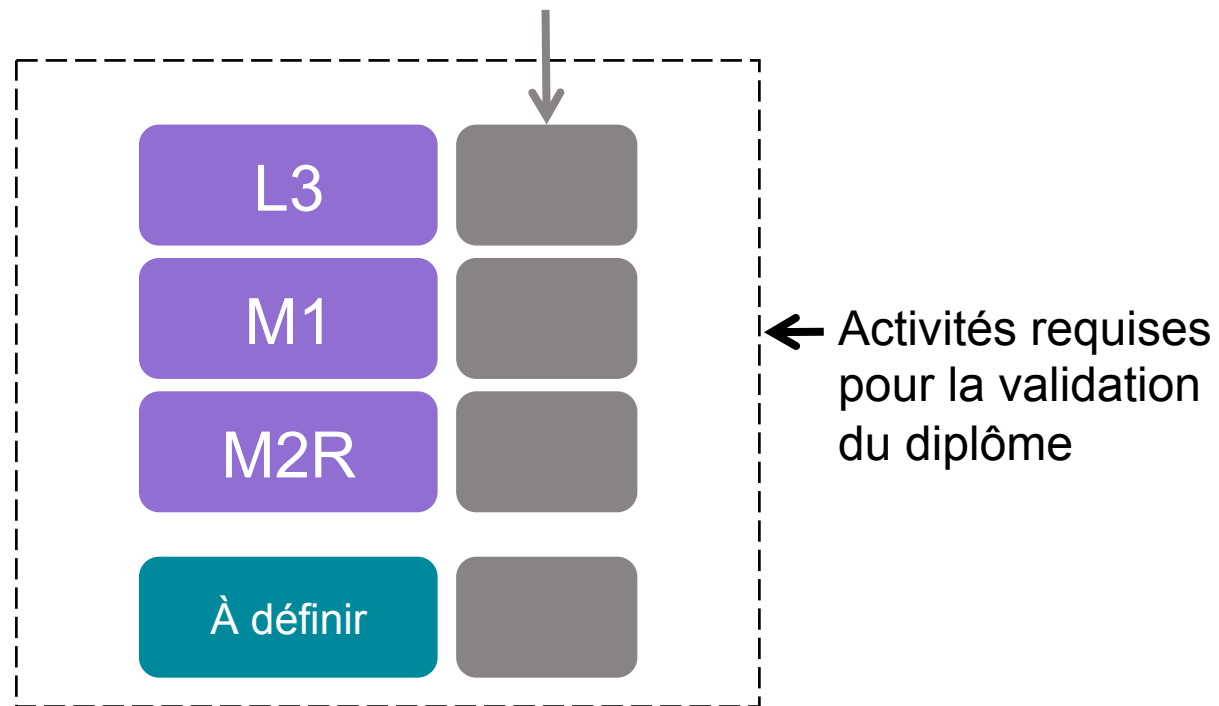 L3
M1
M2R
À définir
Activités requises
pour la validation
du diplôme